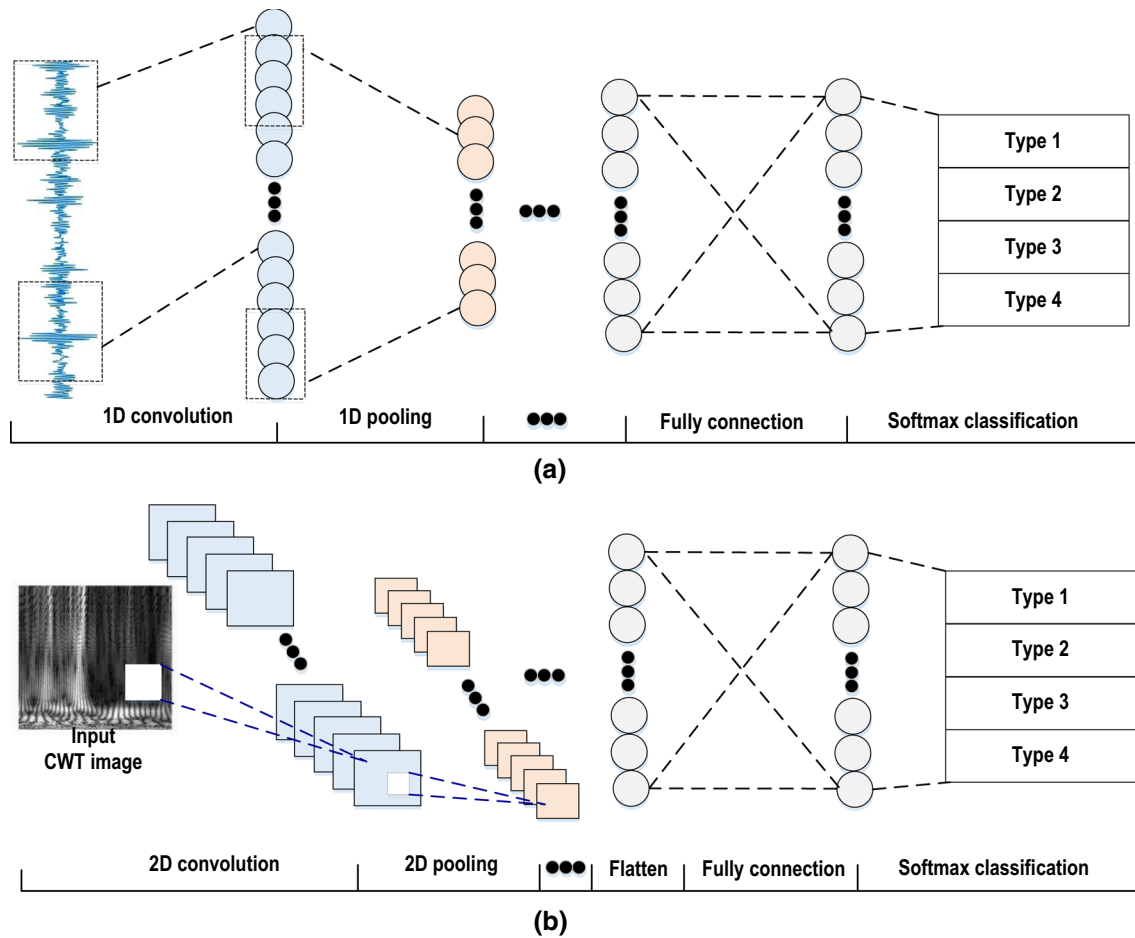 Type 1
Type 2
Type 3
Type 4
1D convolution
1D pooling
Fully connection
Softmax classification
(a)
Input
CWT image
Type 1
Type 2
Type 3
Type 4
2D convolution
2D pooling
Flatten
Fully connection
Softmax classification
(b)